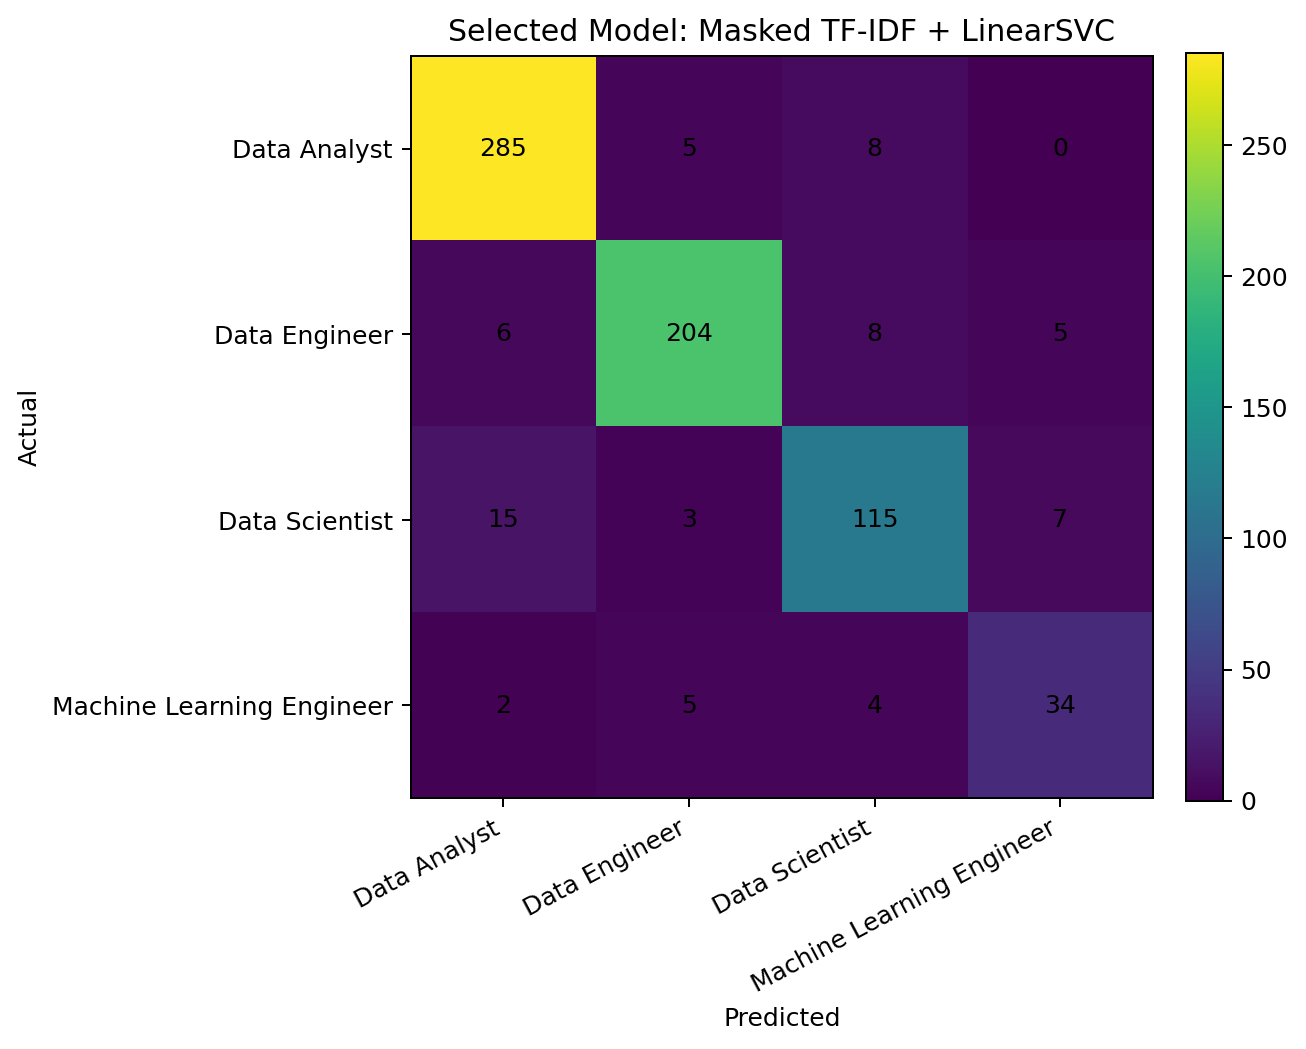 Selected Model: Masked TF-IDF + LinearSVC
Data Analyst 285 5 8 0
Data Engineer 6 204 8 5
Data Scientist 15 3 115 7
Machine Learning Engineer 2 5 4 34
Actual
Data Analyst
Data Engineer
Data Scientist
Machine Learning Engineer
Predicted
250
200
150
100
50
0